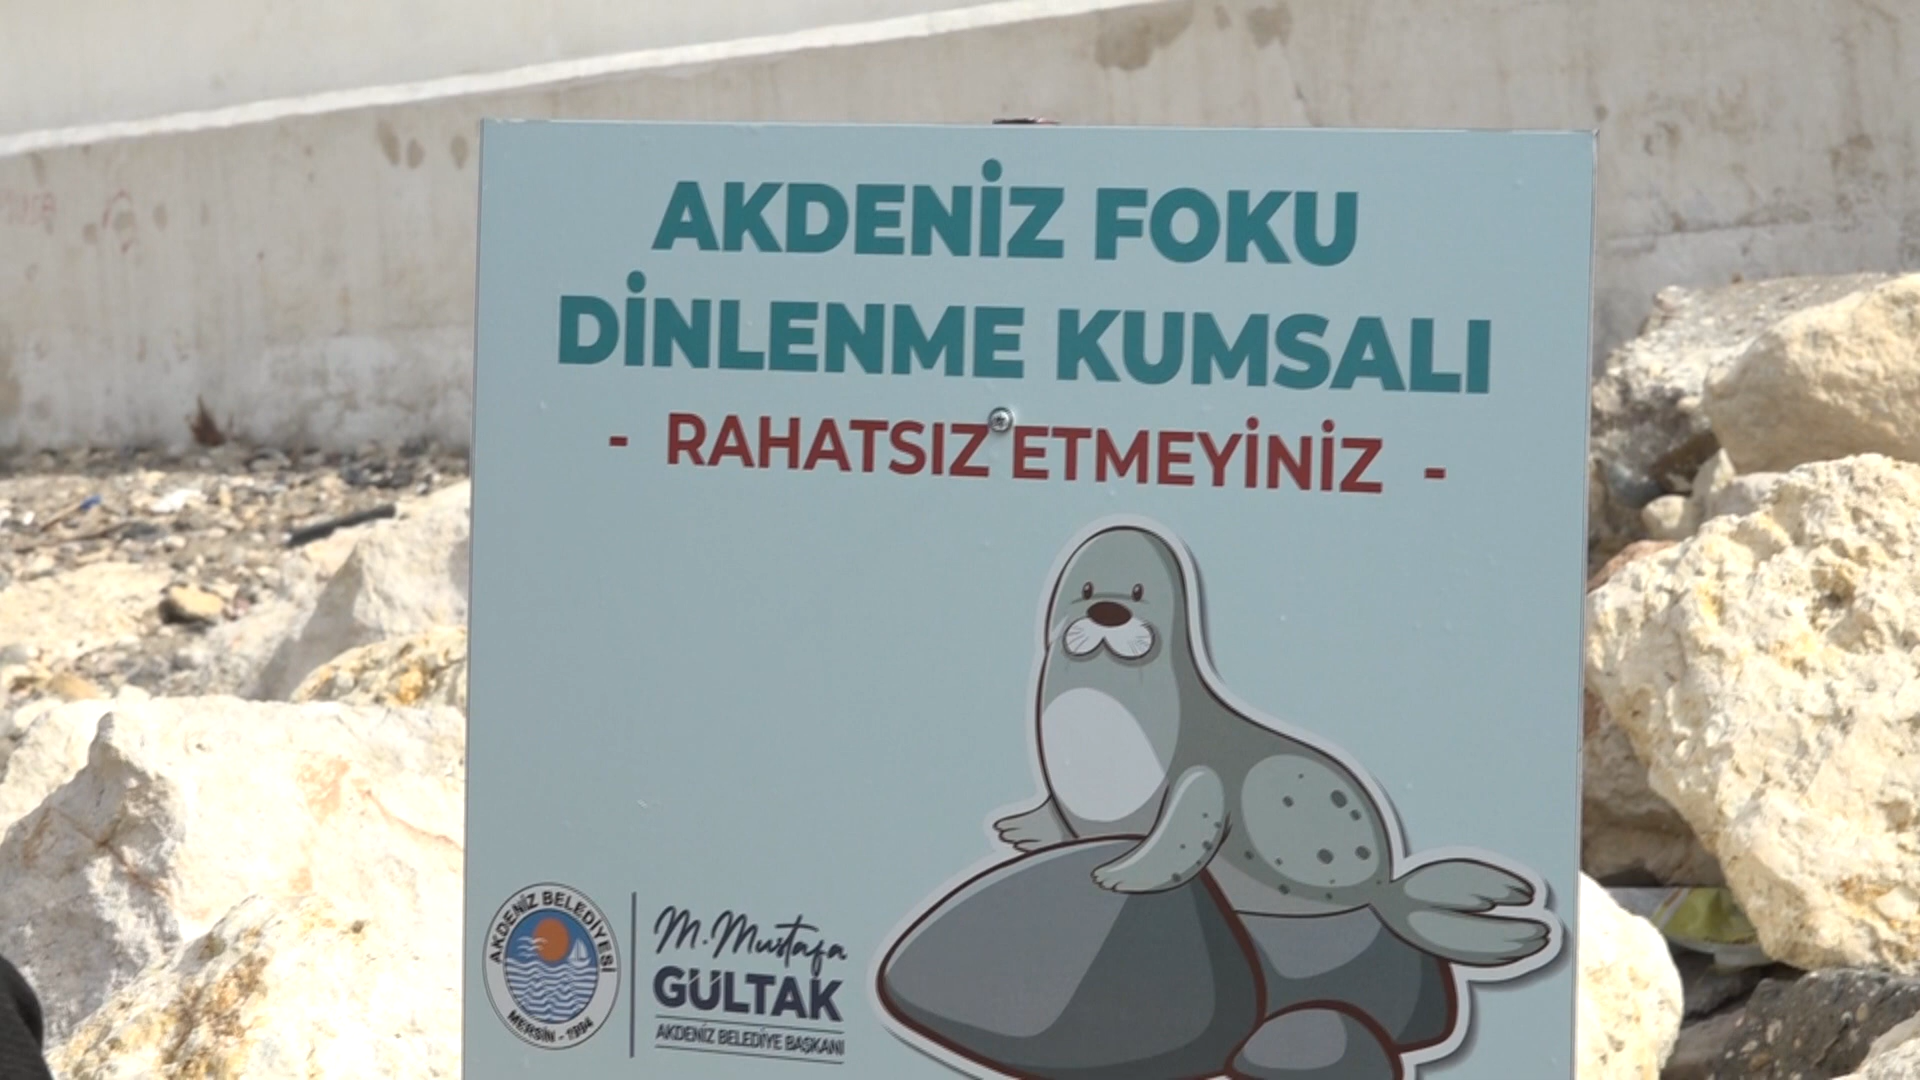 AKDENİZ FOKU
DİNLENME KUMSALI
- RAHATSIZ ETMEYİNİZ -
AKDENİZ BELEDİYESİ
MERSİN - 1994
M. Mustafa
GÜLTAK
AKDENİZ BELEDİYE BAŞKANI